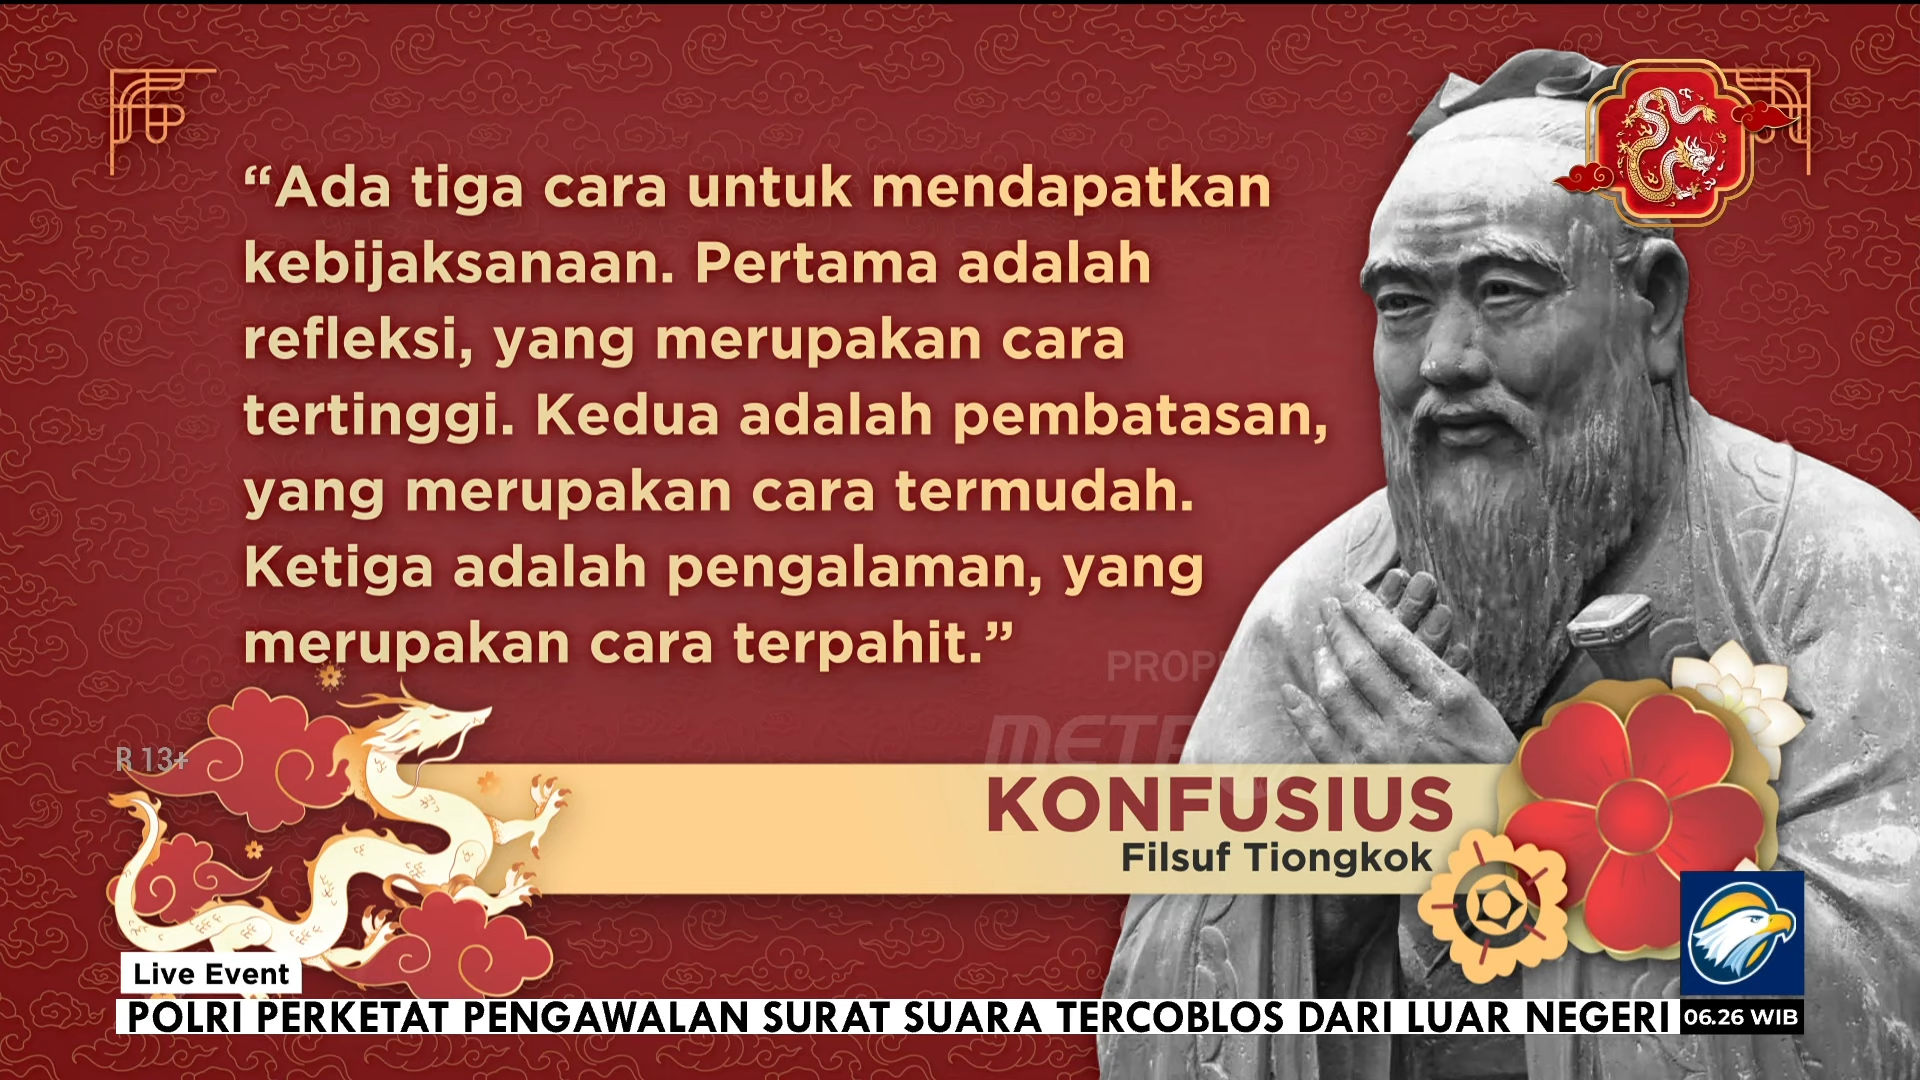 “Ada tiga cara untuk mendapatkan
kebijaksanaan. Pertama adalah
refleksi, yang merupakan cara
tertinggi. Kedua adalah pembatasan,
yang merupakan cara termudah.
Ketiga adalah pengalaman, yang
merupakan cara terpahit.”
R 13+
KONFUSIUS
Filsuf Tiongkok
Live Event
POLRI PERKETAT PENGAWALAN SURAT SUARA TERCOBLOS DARI LUAR NEGERI
06.26 WIB